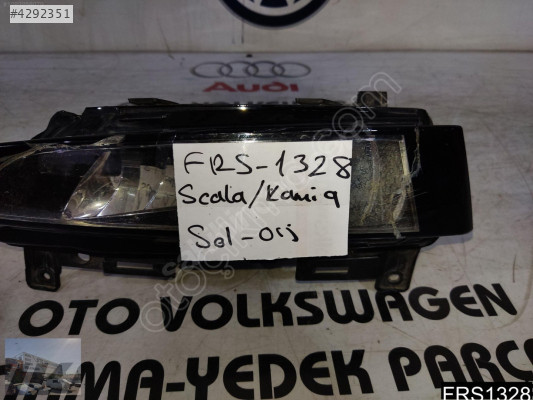 #4292351
Audi
FRS-1328
Scala/Kamiq
Sol-orj
OTO VOLKSWAGEN
MA-YEDEK PARÇ
FRS1328